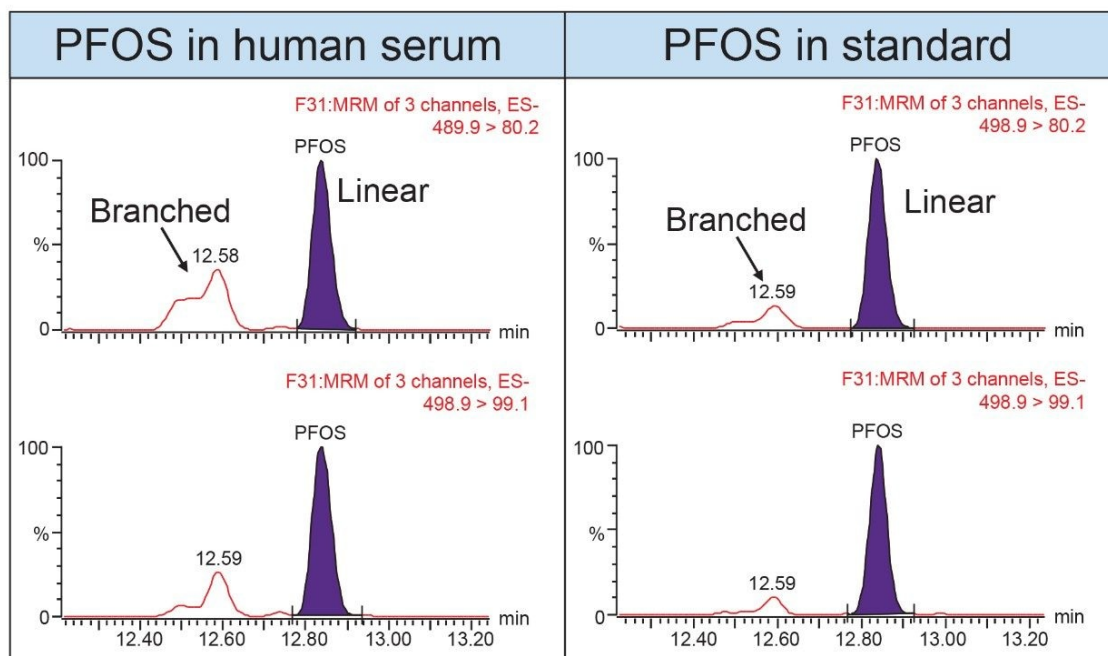 PFOS in human serum
PFOS in standard
F31:MRM of 3 channels, ES-
489.9 > 80.2
PFOS
100
Linear
Branched
%
12.58
0
min
F31:MRM of 3 channels, ES-
498.9 > 80.2
PFOS
100
Linear
Branched
%
12.59
0
min
F31:MRM of 3 channels, ES-
498.9 > 99.1
PFOS
100
%
12.59
0
min
12.40 12.60 12.80 13.00 13.20
F31:MRM of 3 channels, ES-
498.9 > 99.1
PFOS
100
%
12.59
0
min
12.40 12.60 12.80 13.00 13.20